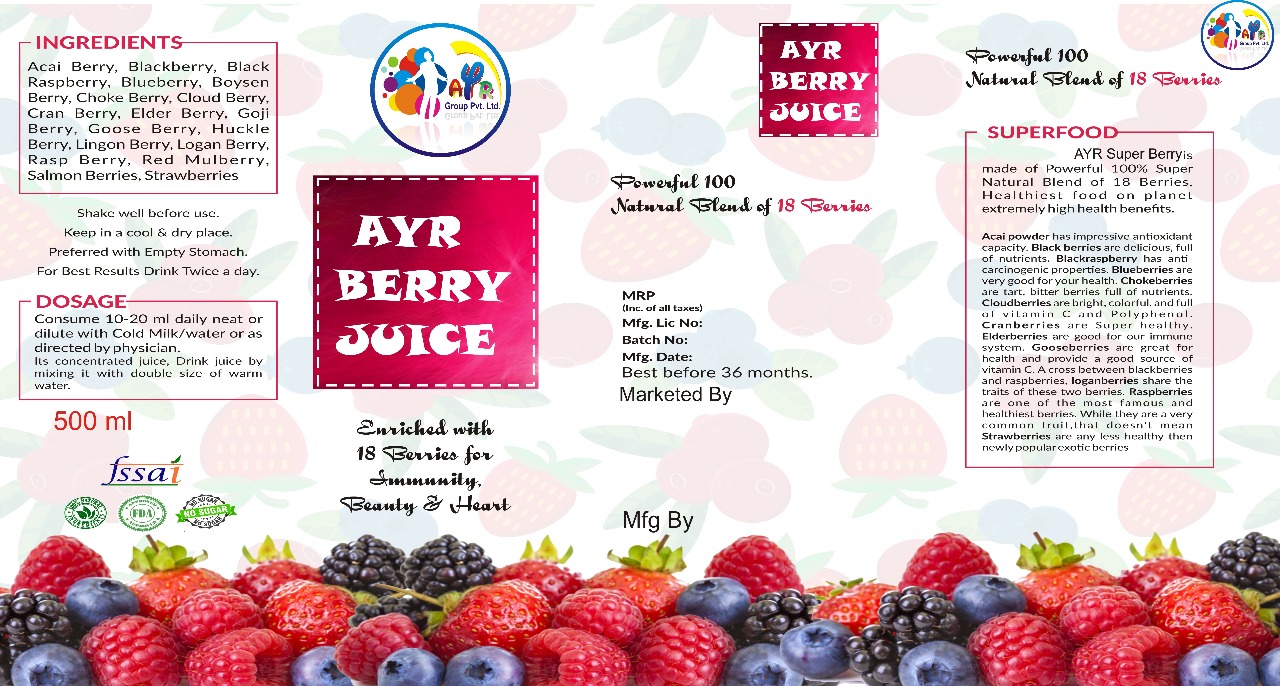 INGREDIENTS
Acai Berry, Blackberry, Black
Raspberry, Blueberry, Boysen
Berry, Choke Berry, Cloud Berry,
Cran Berry, Elder Berry, Goji
Berry, Goose Berry, Huckle
Berry, Lingon Berry, Logan Berry,
Rasp Berry, Red Mulberry,
Salmon Berries, Strawberries
Shake well before use.
Keep in a cool & dry place.
Preferred with Empty Stomach.
For Best Results Drink Twice a day.
DOSAGE
Consume 10-20 ml daily neat or
dilute with Cold Milk/water or as
directed by physician.
Its concentrated juice, Drink juice by
mixing it with double size of warm
water.
500 ml
fssai
FDA
NO SUGAR
AYR
Group Pvt. Ltd.
AYR
BERRY
JUICE
Enriched with
18 Berries for
Immunity,
Beauty & Heart
AYR
BERRY
JUICE
Powerful 100
Natural Blend of 18 Berries
MRP
(Inc. of all taxes)
Mfg. Lic No:
Batch No:
Mfg. Date:
Best before 36 months.
Marketed By
Mfg By
AYR
Group Pvt. Ltd.
Powerful 100
Natural Blend of 18 Berries
SUPERFOOD
AYR Super Berry is
made of Powerful 100% Super
Natural Blend of 18 Berries.
Healthiest food on planet
extremely high health benefits.
Acai powder has impressive antioxidant
capacity. Black berries are delicious, full
of nutrients. Blackraspberry has anti-
carcinogenic properties. Blueberries are
very good for your health. Chokeberries
are tart, bitter berries full of nutrients.
Cloudberries are bright, colorful, and full
of vitamin C and Polyphenol.
Cranberries are Super healthy.
Elderberries are goot for our immune
system. Gooseberries are great for
health and provide a good source of
vitamin C. A cross between blackberries
and raspberries, loganberries share the
traits of these two berries. Raspberries
are one of the most famous and
healthiest berries. While they are a very
common fruit,that doesn't mean
Strawberries are any less healthy then
newly popular exotic berries